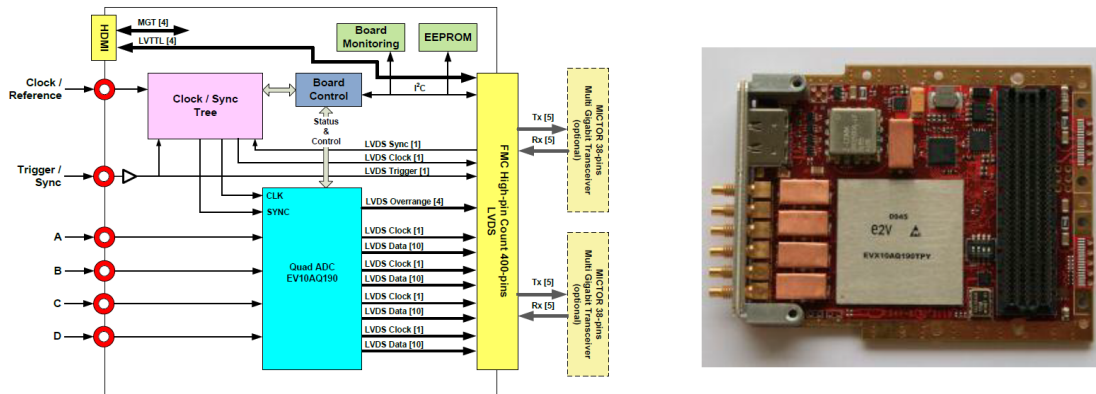 HDMI
MGT [4]
LVTTL [4]
Board
Monitoring
EEPROM
Clock /
Reference
Clock / Sync
Tree
Board
Control
I²C
Status
&
Control
LVDS Sync [1]
LVDS Clock [1]
LVDS Trigger [1]
Trigger /
Sync
CLK
SYNC
LVDS Overrange [4]
A
B
C
D
Quad ADC
EV10AQ190
LVDS Clock [1]
LVDS Data [10]
LVDS Clock [1]
LVDS Data [10]
LVDS Clock [1]
LVDS Data [10]
LVDS Clock [1]
LVDS Data [10]
FMC High-pin Count 400-pins
LVDS
Tx [5]
Rx [5]
MICTOR 38-pins
Multi Gigabit Transceiver
(optional)
Tx [5]
Rx [5]
MICTOR 38-pins
Multi Gigabit Transceiver
(optional)
0945
e2v
EVX10AQ190TPY